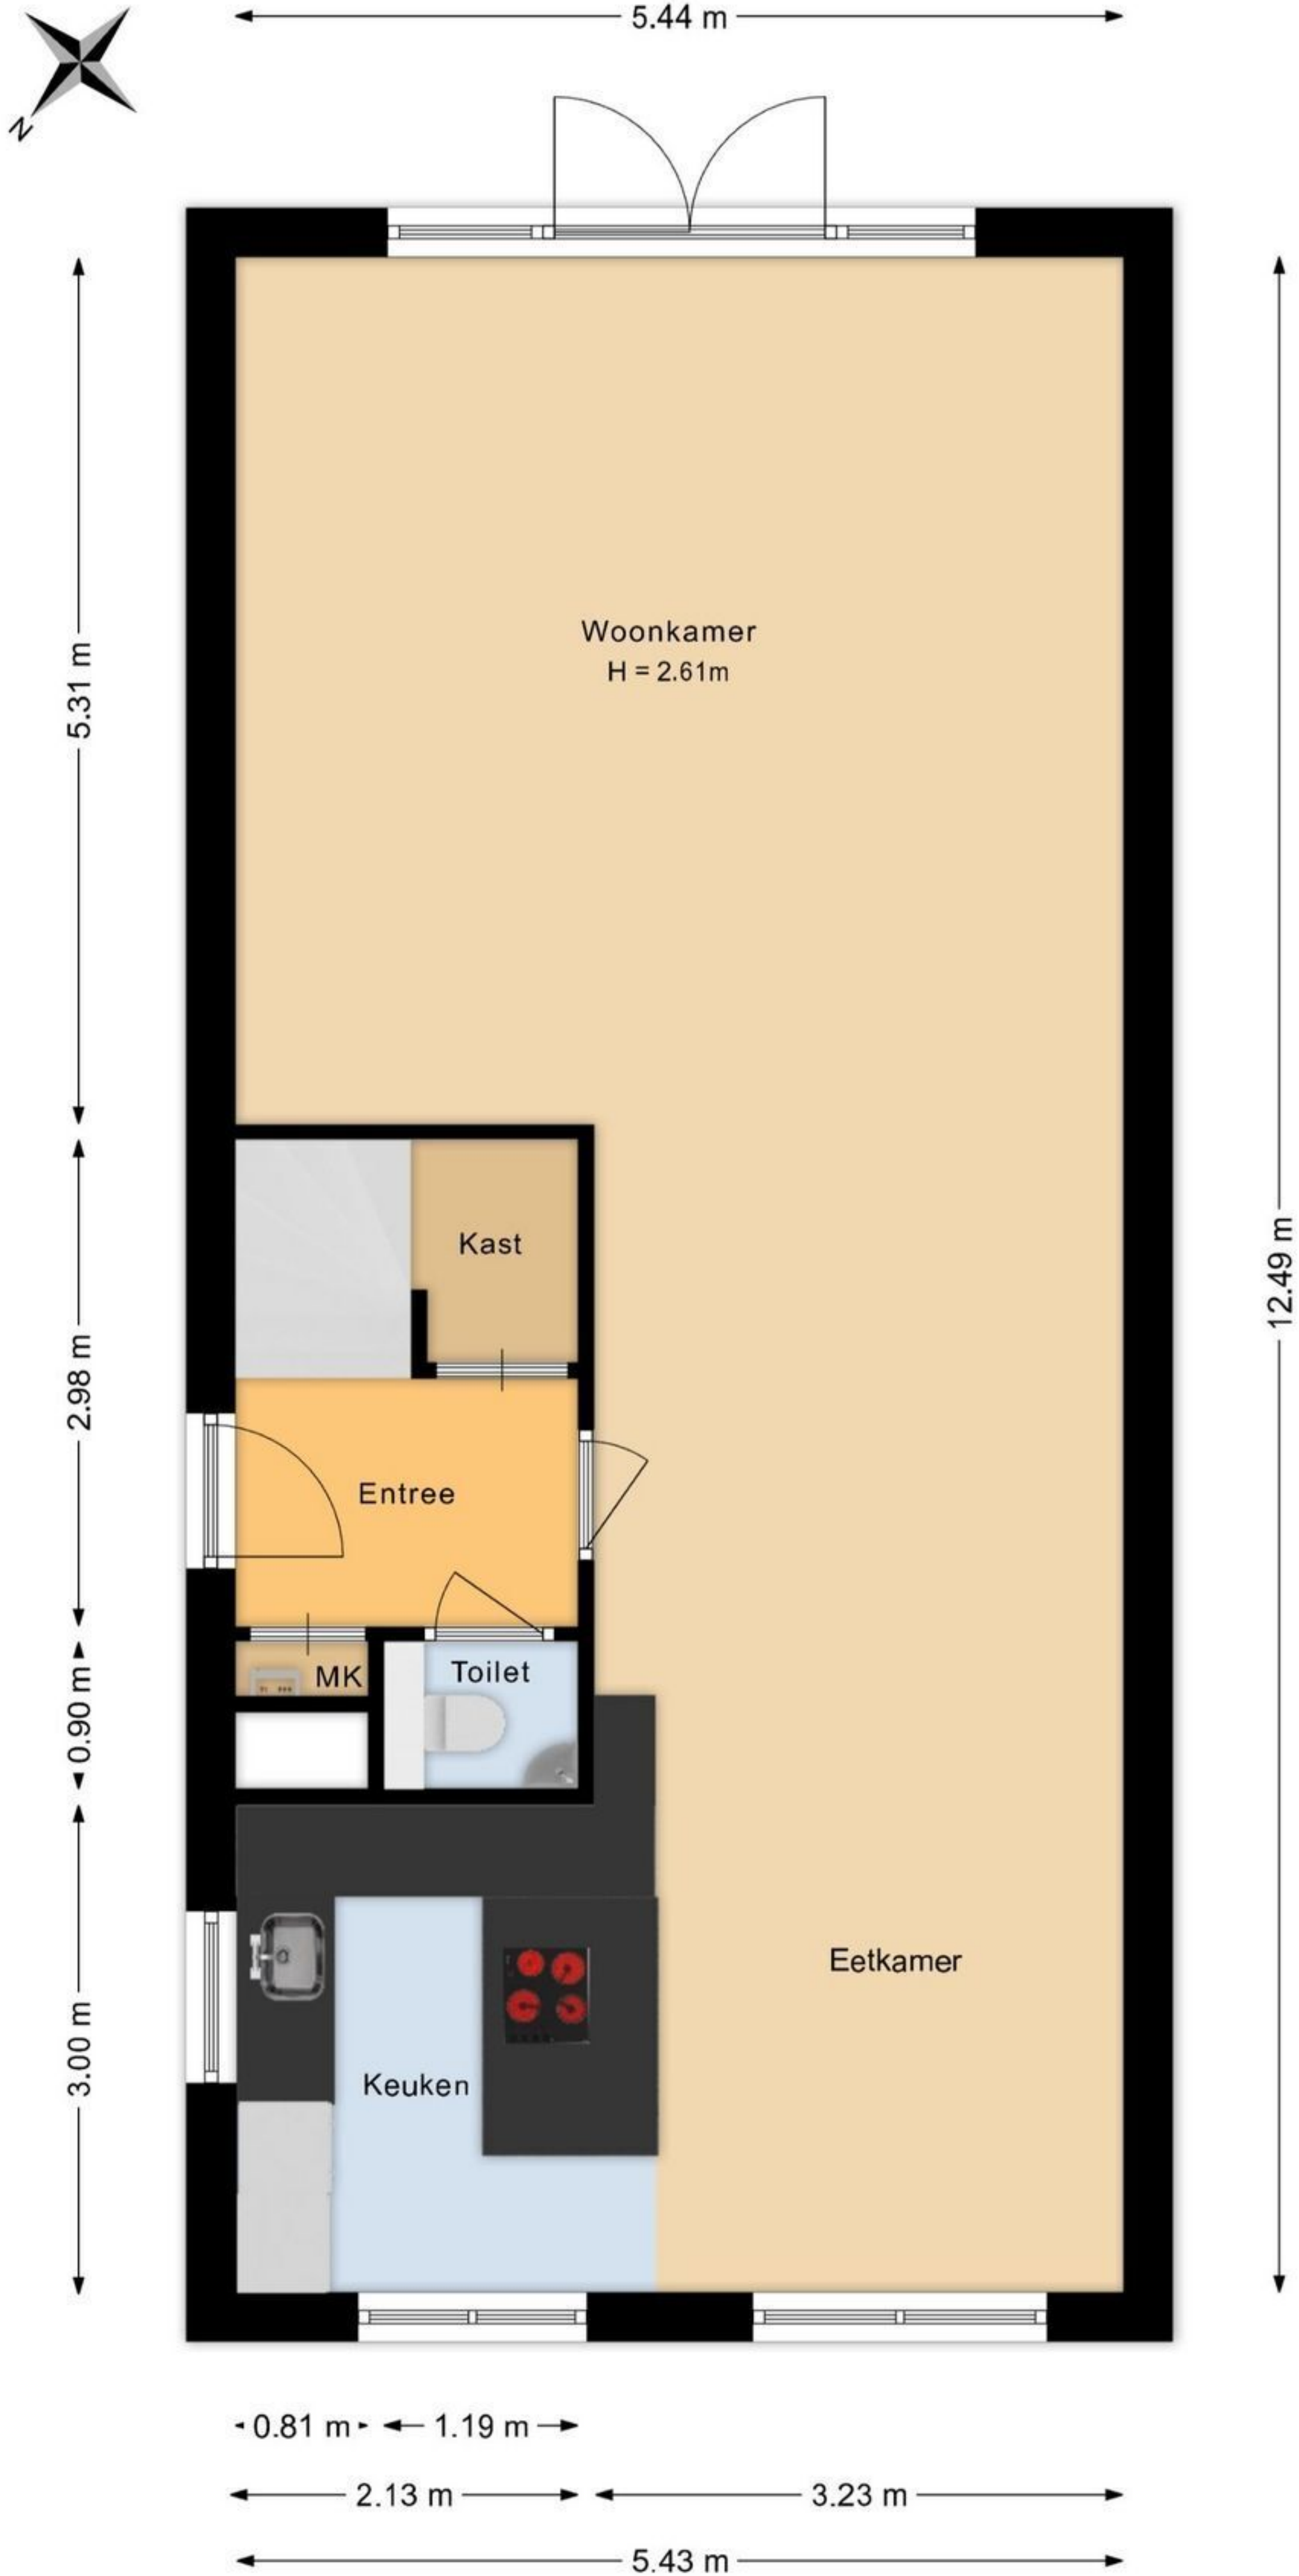 5.44 m
N
Woonkamer
H = 2.61m
5.31 m
12.49 m
Kast
2.98 m
Entree
MK
Toilet
0.90 m
Eetkamer
3.00 m
Keuken
0.81 m
1.19 m
2.13 m
3.23 m
5.43 m